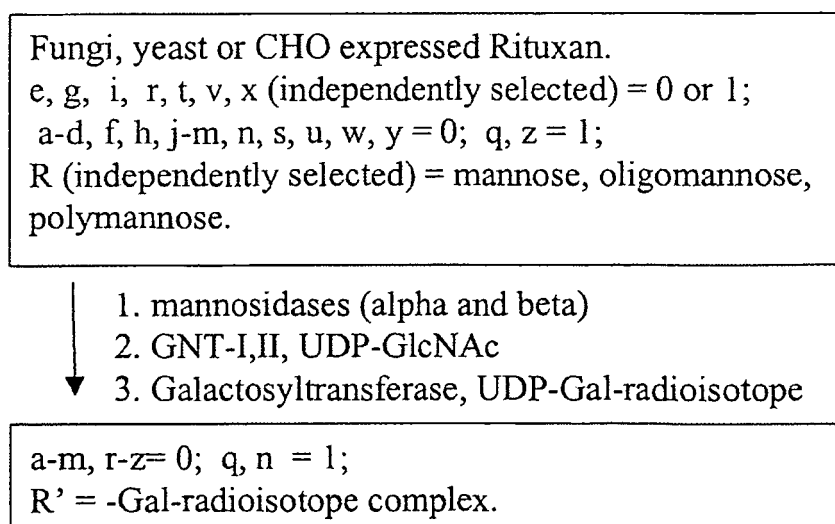 Fungi, yeast or CHO expressed Rituxan.
e, g, i, r, t, v, x (independently selected) = 0 or 1;
a-d, f, h, j-m, n, s, u, w, y = 0; q, z = 1;
R (independently selected) = mannose, oligomannose,
polymannose.
1. mannosidases (alpha and beta)
2. GNT-I,II, UDP-GlcNAc
3. Galactosyltransferase, UDP-Gal-radioisotope
a-m, r-z= 0; q, n = 1;
R' = -Gal-radioisotope complex.